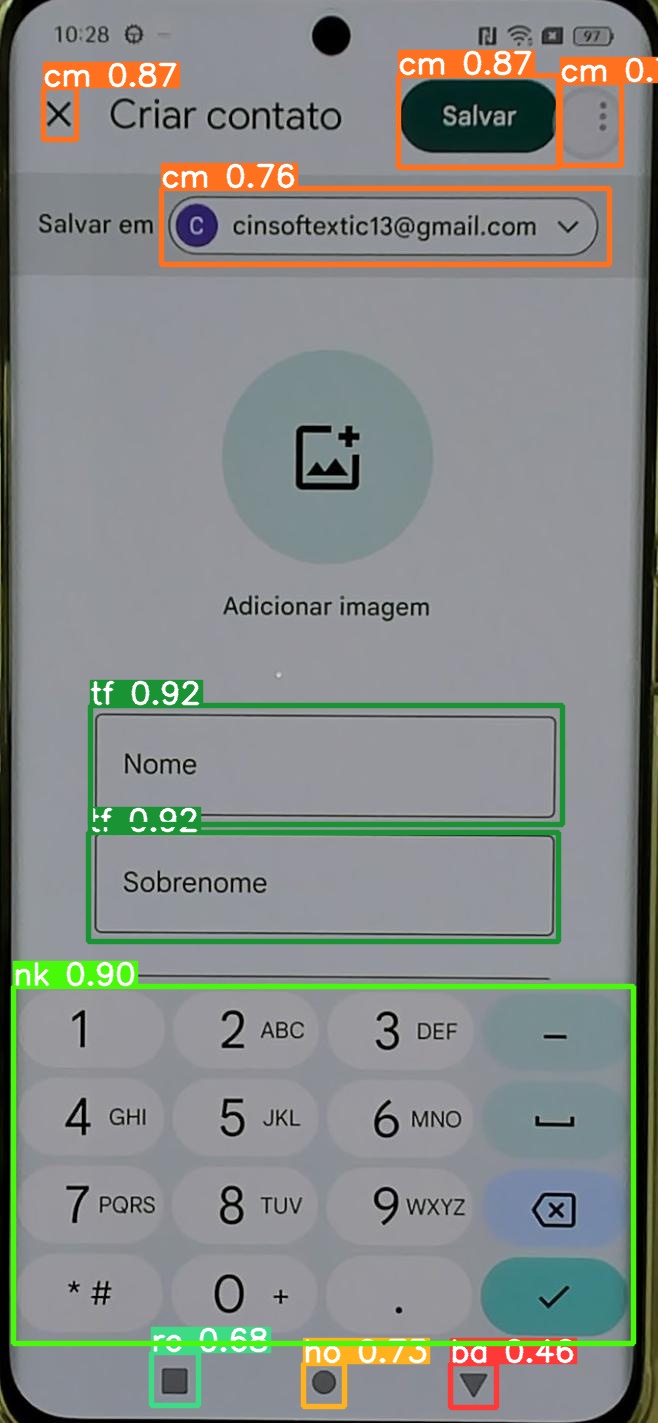 10:28 97
cm 0.87 cm 0.87 cm 0.
Criar contato Salvar
cm 0.76
Salvar em C cinsoftextic13@gmail.com
Adicionar imagem
tf 0.92
Nome
tf 0.92
Sobrenome
nk 0.90
1 2 ABC 3 DEF –
4 GHI 5 JKL 6 MNO
7 PQRS 8 TUV 9 WXYZ
* # 0 + .
re 0.68 ho 0.73 ba 0.46